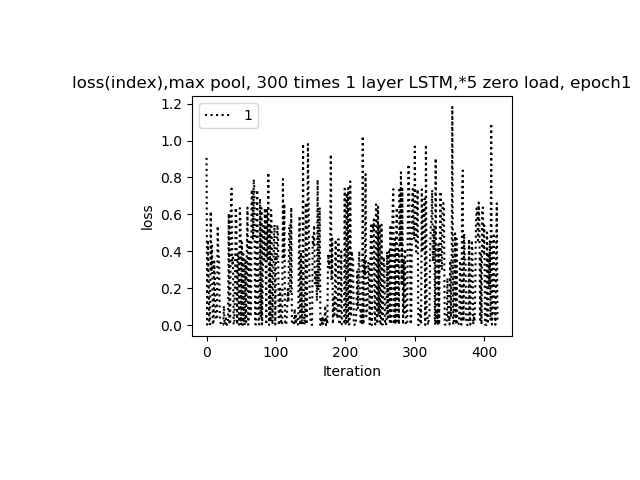 loss(index),max pool, 300 times 1 layer LSTM,*5 zero load, epoch1
1.2
1
1.0
0.8
0.6
loss
0.4
0.2
0.0
0 100 200 300 400
Iteration